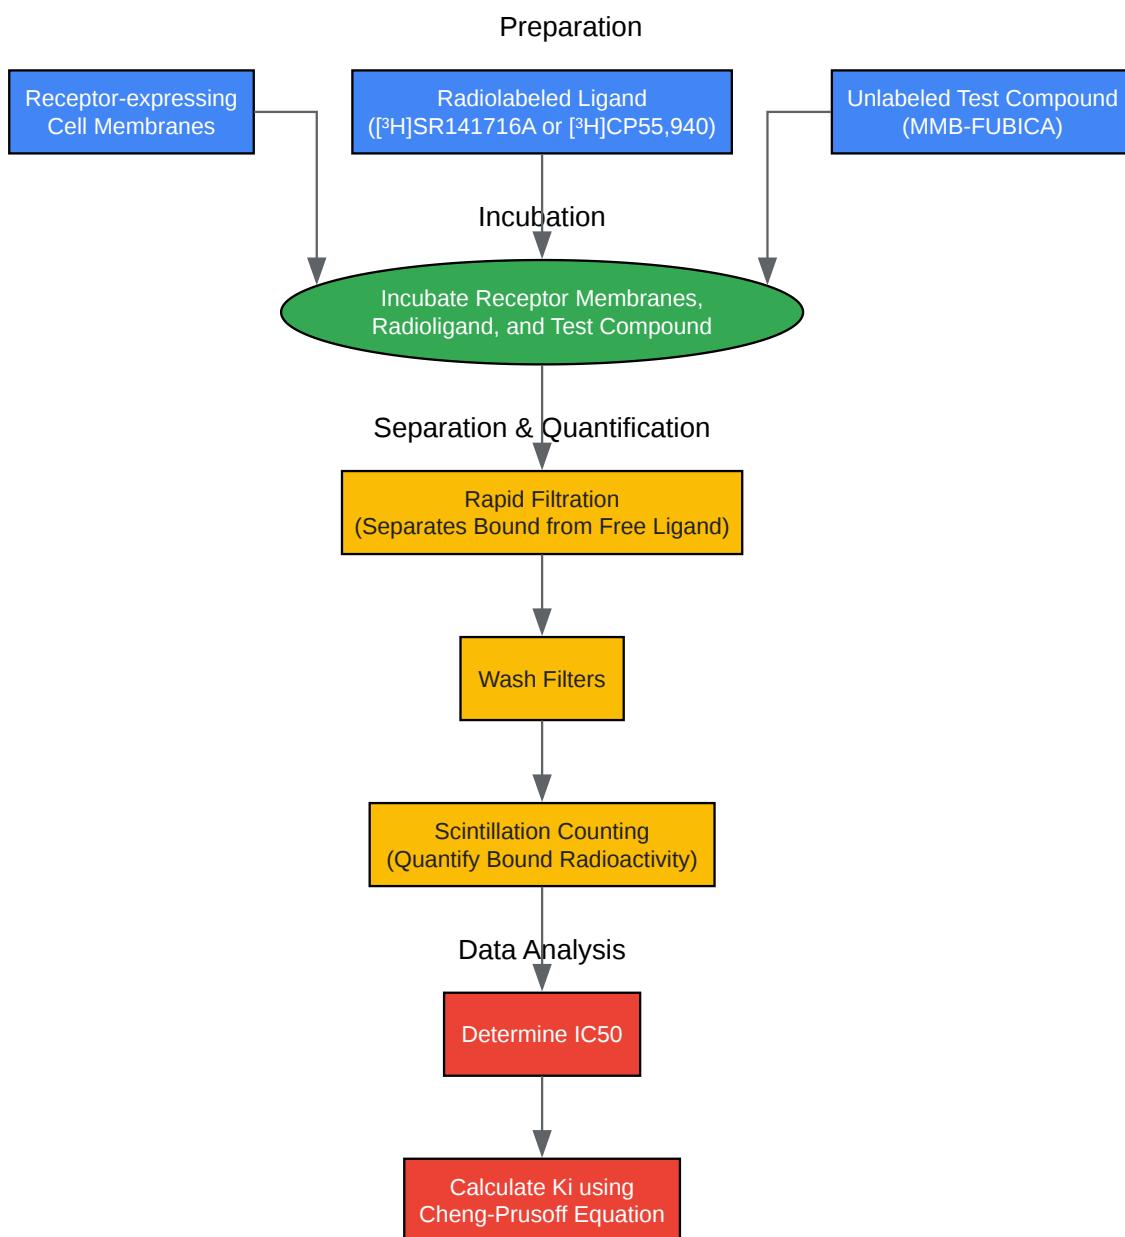 Preparation
Receptor-expressing
Cell Membranes
Radiolabeled Ligand
([³H]SR141716A or [³H]CP55,940)
Unlabeled Test Compound
(MMB-FUBICA)
Incubation
Incubate Receptor Membranes,
Radioligand, and Test Compound
Separation & Quantification
Rapid Filtration
(Separates Bound from Free Ligand)
Wash Filters
Scintillation Counting
(Quantify Bound Radioactivity)
Data Analysis
Determine IC50
Calculate Ki using
Cheng-Prusoff Equation